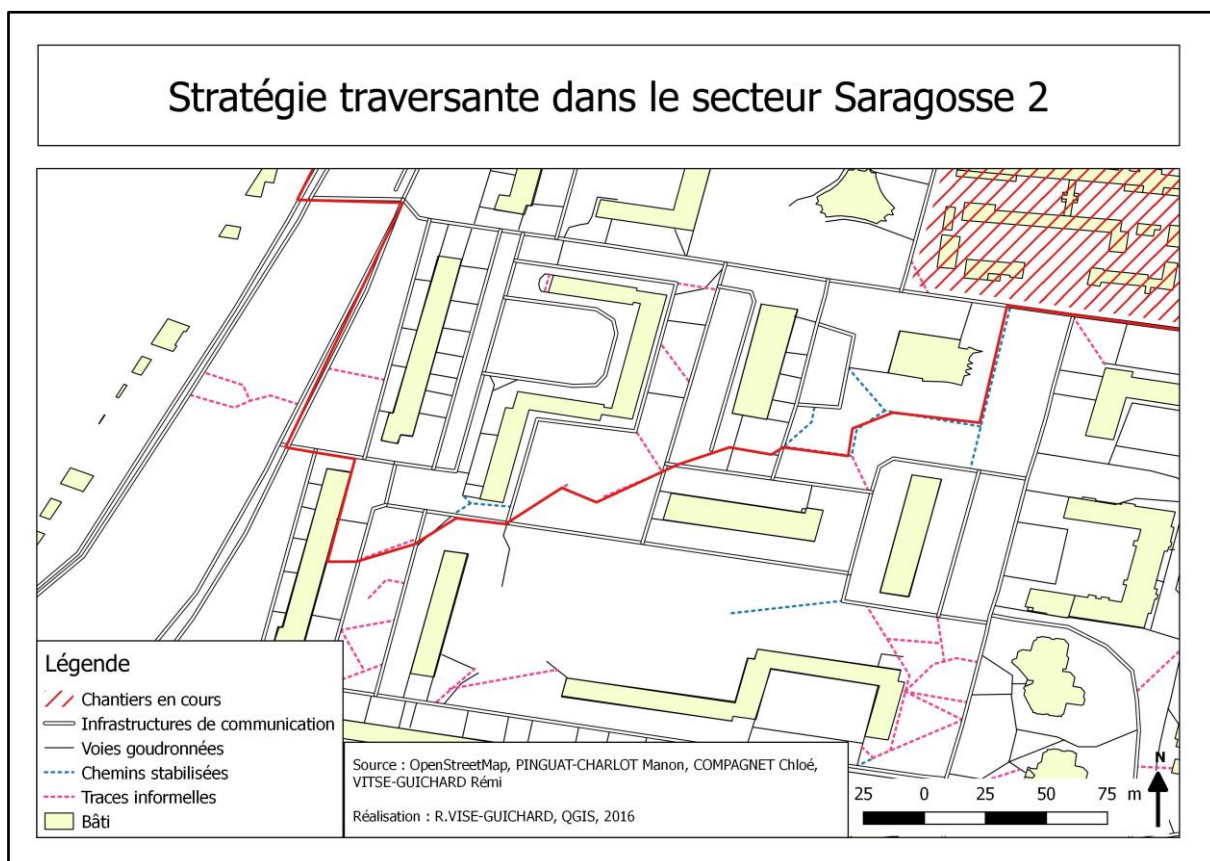 Stratégie traversante dans le secteur Saragosse 2
Légende
Chantiers en cours
Infrastructures de communication
Voies goudronnées
Chemins stabilisées
Traces informelles
Bâti
Source : OpenStreetMap, PINGUAT-CHARLOT Manon, COMPAGNET Chloé,
VITSE-GUICHARD Rémi
Réalisation : R.VISE-GUICHARD, QGIS, 2016
25 0 25 50 75 m
N